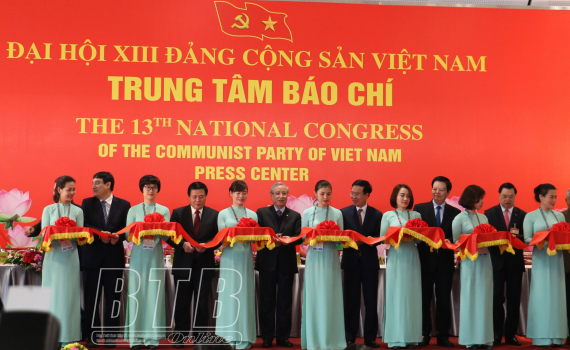 ĐẠI HỘI XIII ĐẢNG CỘNG SẢN VIỆT NAM
TRUNG TÂM BÁO CHÍ
THE 13TH NATIONAL CONGRESS
OF THE COMMUNIST PARTY OF VIET NAM
PRESS CENTER
BTB
Online